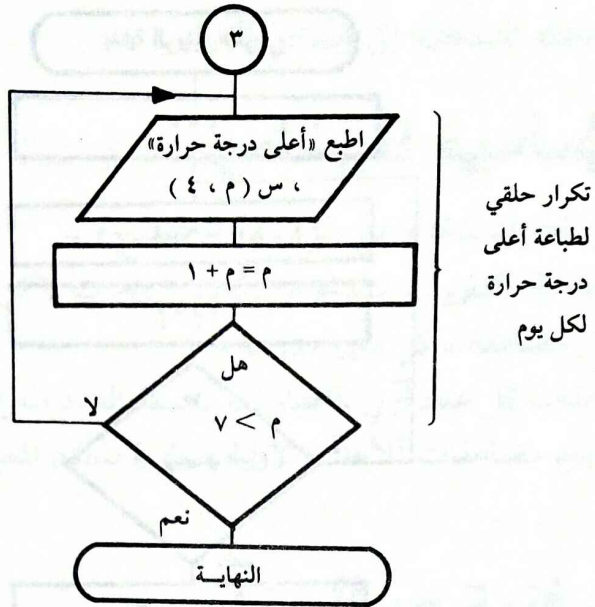 ٣
اطبع «أعلى درجة حرارة»
، س ( م ، ٤ )
م = م + ١
هل
م > ٧
لا
نعم
النهايـة
تكرار حلقي
لطباعة أعلى
درجة حرارة
لكل يوم